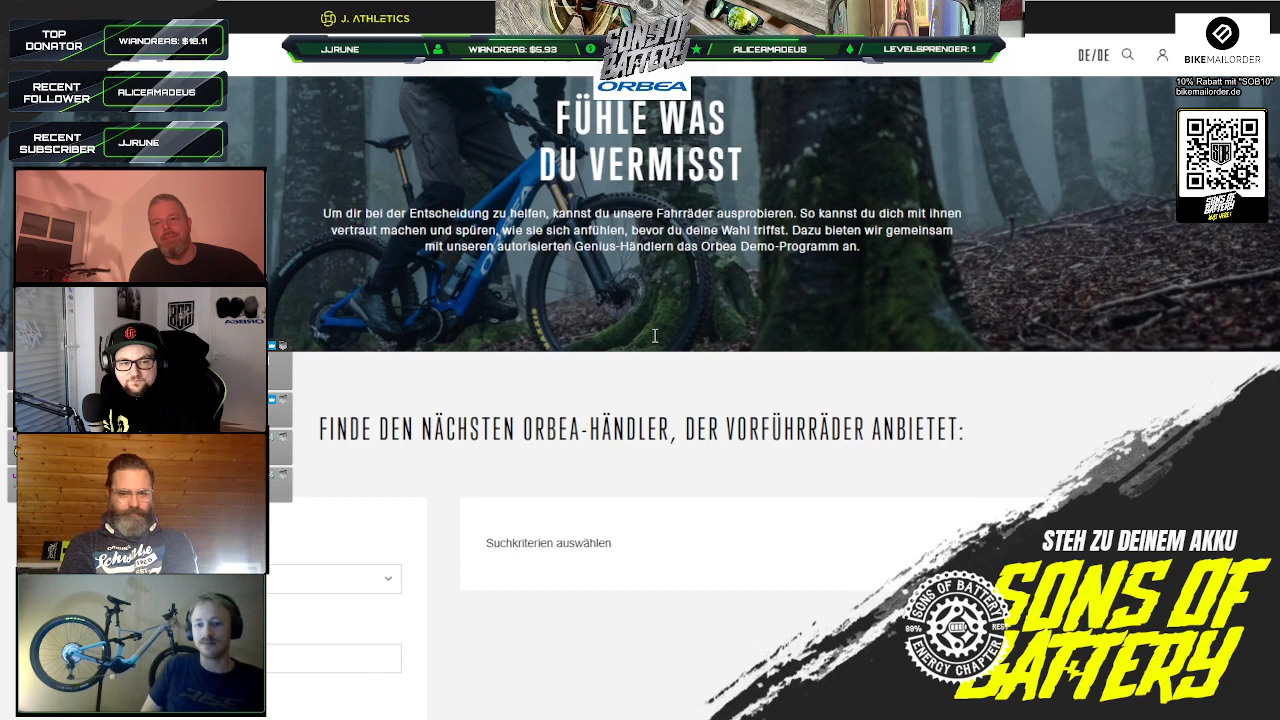 TOP
DONATOR
WIANDREAS: $18.11
RECENT
FOLLOWER
ALICEAMADEUS
RECENT
SUBSCRIBER
JJRUNE
J. ATHLETICS
JJRUNE
WIANDREAS: $5.93
SONS OF
BATTERY
ORBEA
ALICEAMADEUS
LEVELSPRENGER: 1
DE/DE
BIKEMAILORDER
10% Rabatt mit "SOB10"
bikemailorder.de
SONS OF
BATTERY
FÜHLE WAS
DU VERMISST
Um dir bei der Entscheidung zu helfen, kannst du unsere Fahrräder ausprobieren. So kannst du dich mit ihnen
vertraut machen und spüren, wie sie sich anfühlen, bevor du deine Wahl triffst. Dazu bieten wir gemeinsam
mit unseren autorisierten Genius-Händlern das Orbea Demo-Programm an.
FINDE DEN NÄCHSTEN ORBEA-HÄNDLER, DER VORFÜHRRÄDER ANBIETET:
Suchkriterien auswählen
STEH ZU DEINEM AKKU
SONS OF
BATTERY
SONS OF BATTERY
99% RES
ENERGY CHAPTER